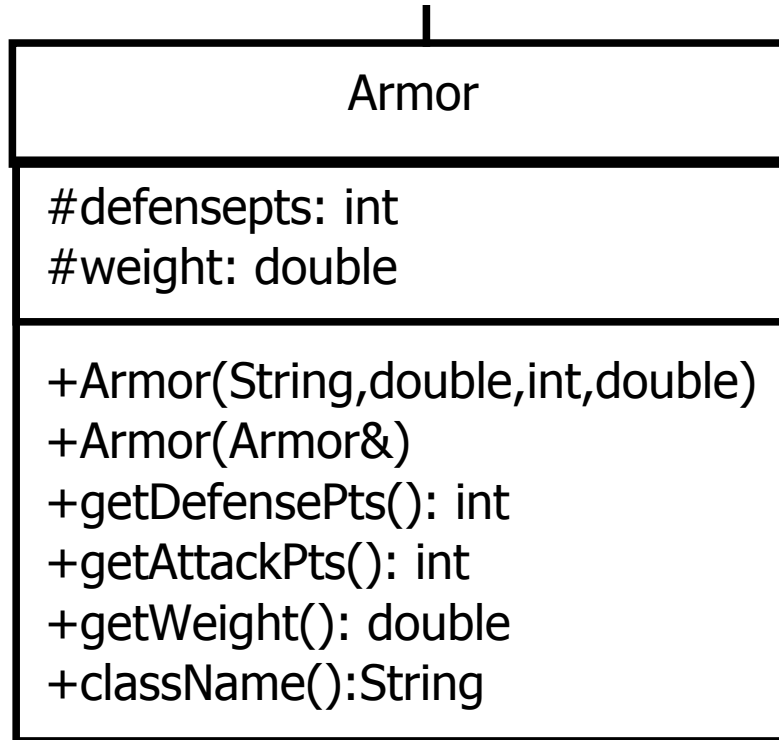 Armor
#defensepts: int
#weight: double
+Armor(String,double,int,double)
+Armor(Armor&)
+getDefensePts(): int
+getAttackPts(): int
+getWeight(): double
+className():String